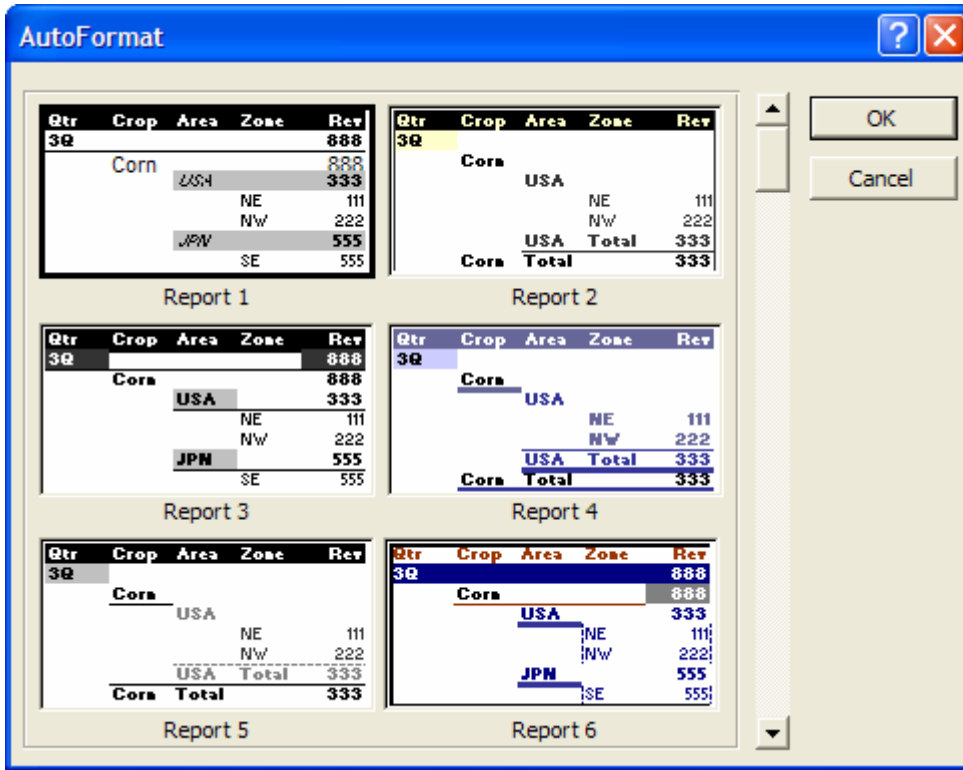 AutoFormat
OK
Cancel
Qtr Crop Area Zone Rev
3Q 888
Corn 888
USA 333
NE 111
NW 222
JPN 555
SE 555
Report 1
Qtr Crop Area Zone Rev
3Q
Corn
USA
NE 111
NW 222
USA Total 333
Corn Total 333
Report 2
Qtr Crop Area Zone Rev
3Q 888
Corn 888
USA 333
NE 111
NW 222
JPN 555
SE 555
Report 3
Qtr Crop Area Zone Rev
3Q
Corn
USA
NE 111
NW 222
USA Total 333
Corn Total 333
Report 4
Qtr Crop Area Zone Rev
3Q
Corn
USA
NE 111
NW 222
USA Total 333
Corn Total 333
Report 5
Qtr Crop Area Zone Rev
3Q 888
Corn 888
USA 333
NE 111
NW 222
JPN 555
SE 555
Report 6